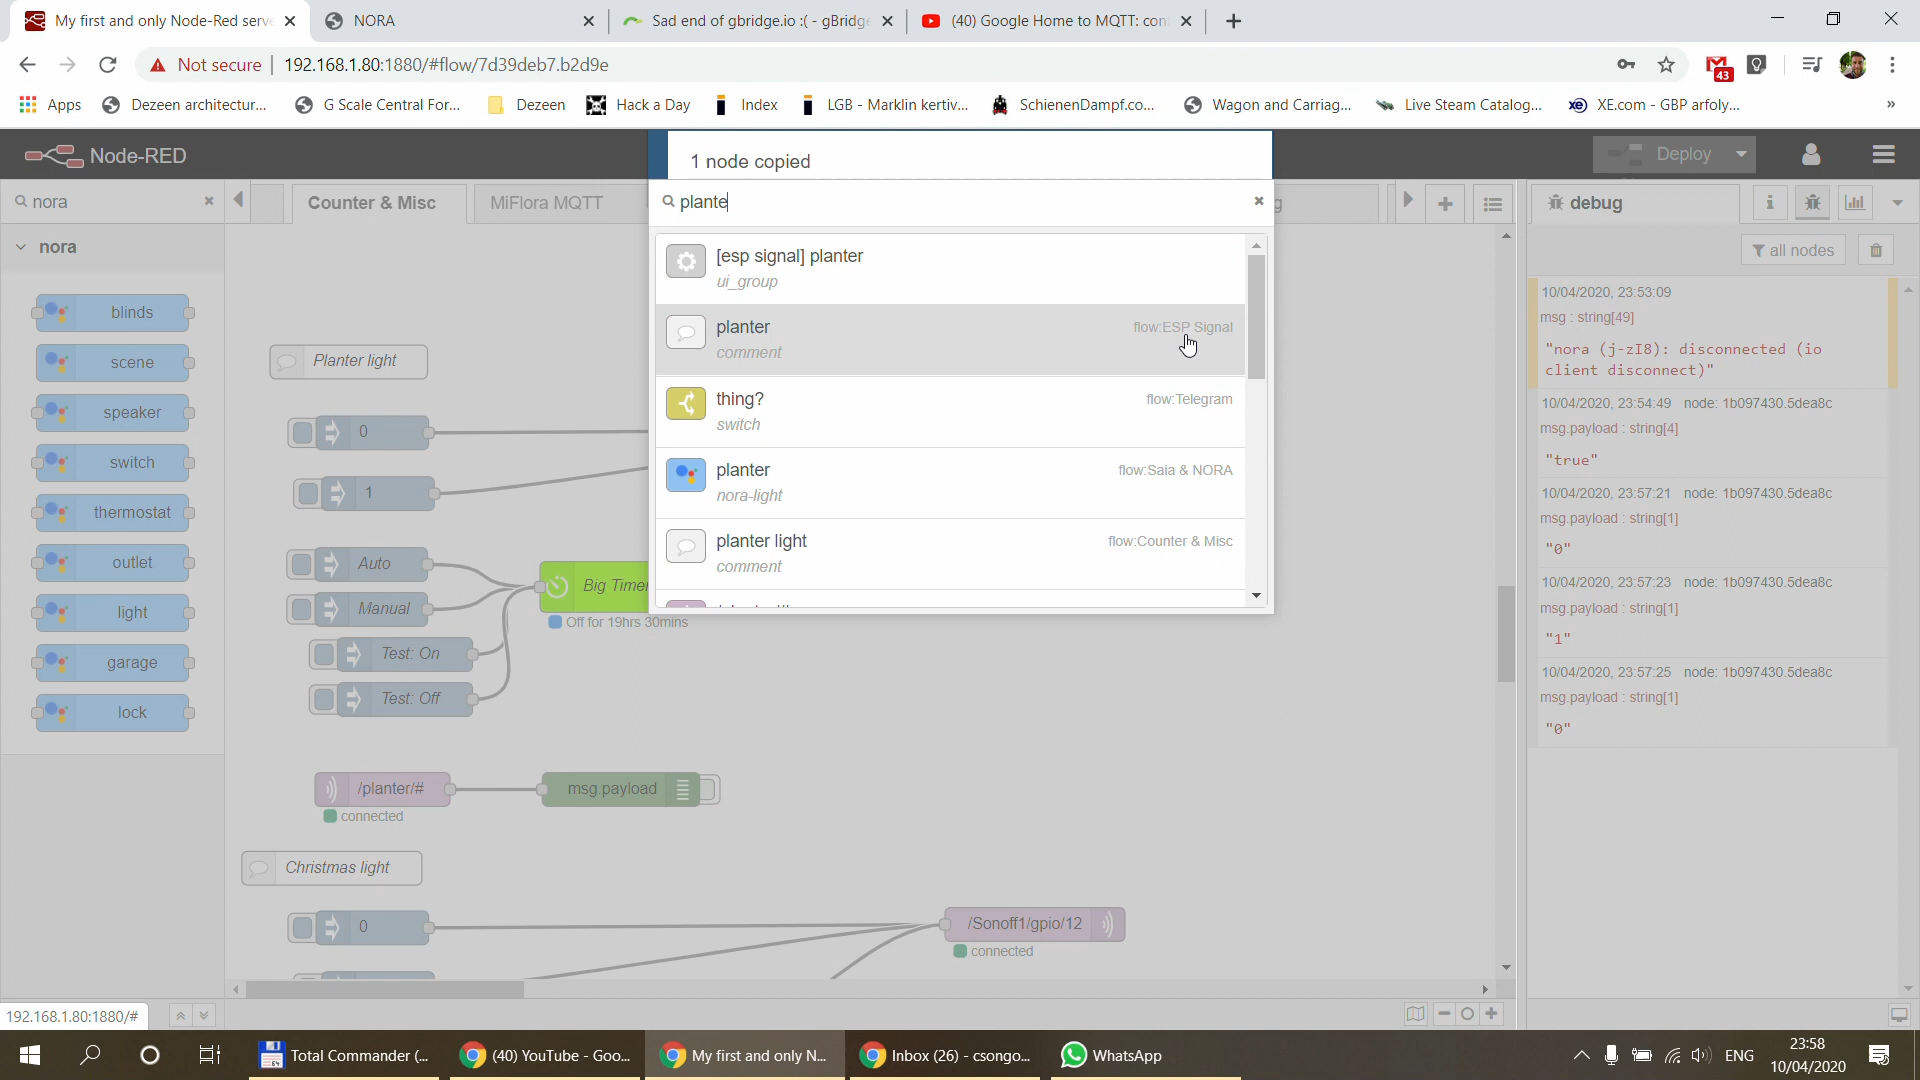 My first and only Node-Red serve
NORA
Sad end of gbridge.io :( - gBridge
(40) Google Home to MQTT: con
Not secure
192.168.1.80:1880/#flow/7d39deb7.b2d9e
43
Apps
Dezeen architectur...
G Scale Central For...
Dezeen
Hack a Day
Index
LGB - Marklin kertiv...
SchienenDampf.co...
Wagon and Carriag...
Live Steam Catalog...
xe
XE.com - GBP arfoly...
»
Node-RED
1 node copied
Deploy
nora
Counter & Misc
MiFlora MQTT
plante
g
debug
nora
all nodes
blinds
scene
speaker
switch
thermostat
outlet
light
garage
lock
Planter light
0
1
Auto
Manual
Test: On
Test: Off
Big Timer
Off for 19hrs 30mins
/planter/#
connected
msg.payload
Christmas light
0
/Sonoff1/gpio/12
connected
[esp signal] planter
ui_group
planter
flow:ESP Signal
comment
thing?
flow:Telegram
switch
planter
flow:Saia & NORA
nora-light
planter light
flow:Counter & Misc
comment
10/04/2020, 23:53:09
msg : string[49]
"nora (j-zI8): disconnected (io
client disconnect)"
10/04/2020, 23:54:49 node: 1b097430.5dea8c
msg.payload : string[4]
"true"
10/04/2020, 23:57:21 node: 1b097430.5dea8c
msg.payload : string[1]
"0"
10/04/2020, 23:57:23 node: 1b097430.5dea8c
msg.payload : string[1]
"1"
10/04/2020, 23:57:25 node: 1b097430.5dea8c
msg.payload : string[1]
"0"
192.168.1.80:1880/#
64
Total Commander (...
(40) YouTube - Goo...
My first and only N...
Inbox (26) - csongo...
WhatsApp
ENG
23:58
10/04/2020